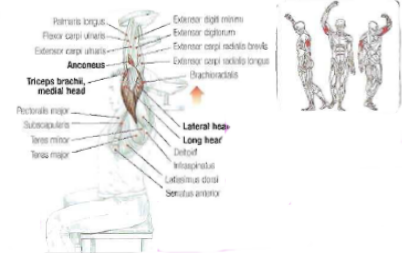 Palmaris longus
Flexor carpi ulnaris
Extensor carpi ulnaris
Anconeus
Triceps brachii,
medial head
Pectoralis major
Subscapularis
Teres minor
Teres major
Extensor digiti minimi
Extensor digitorum
Extensor carpi radialis brevis
Extensor carpi radialis longus
Brachioradialis
Lateral hea
Long hear
Deltoid
Infraspinatus
Latissimus dorsi
Serratus anterior